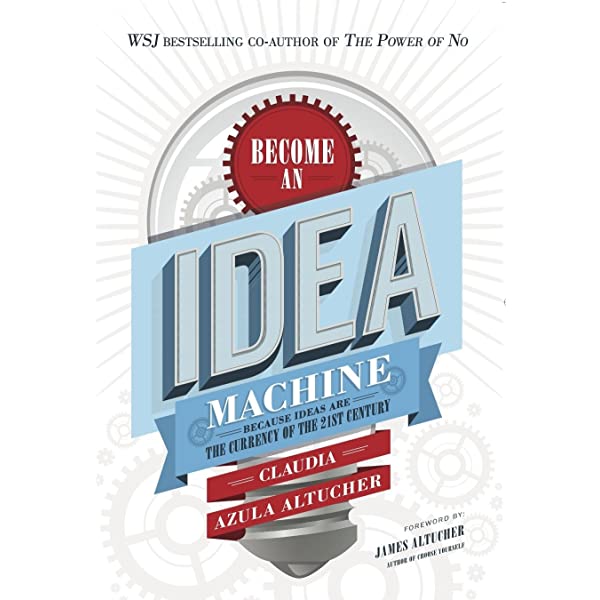 WSJ BESTSELLING CO-AUTHOR OF The Power of No
BECOME
AN
IDEA
MACHINE
BECAUSE IDEAS ARE
THE CURRENCY OF THE 21ST CENTURY
CLAUDIA
AZULA ALTUCHER
FOREWORD BY:
JAMES ALTUCHER
AUTHOR OF CHOOSE YOURSELF